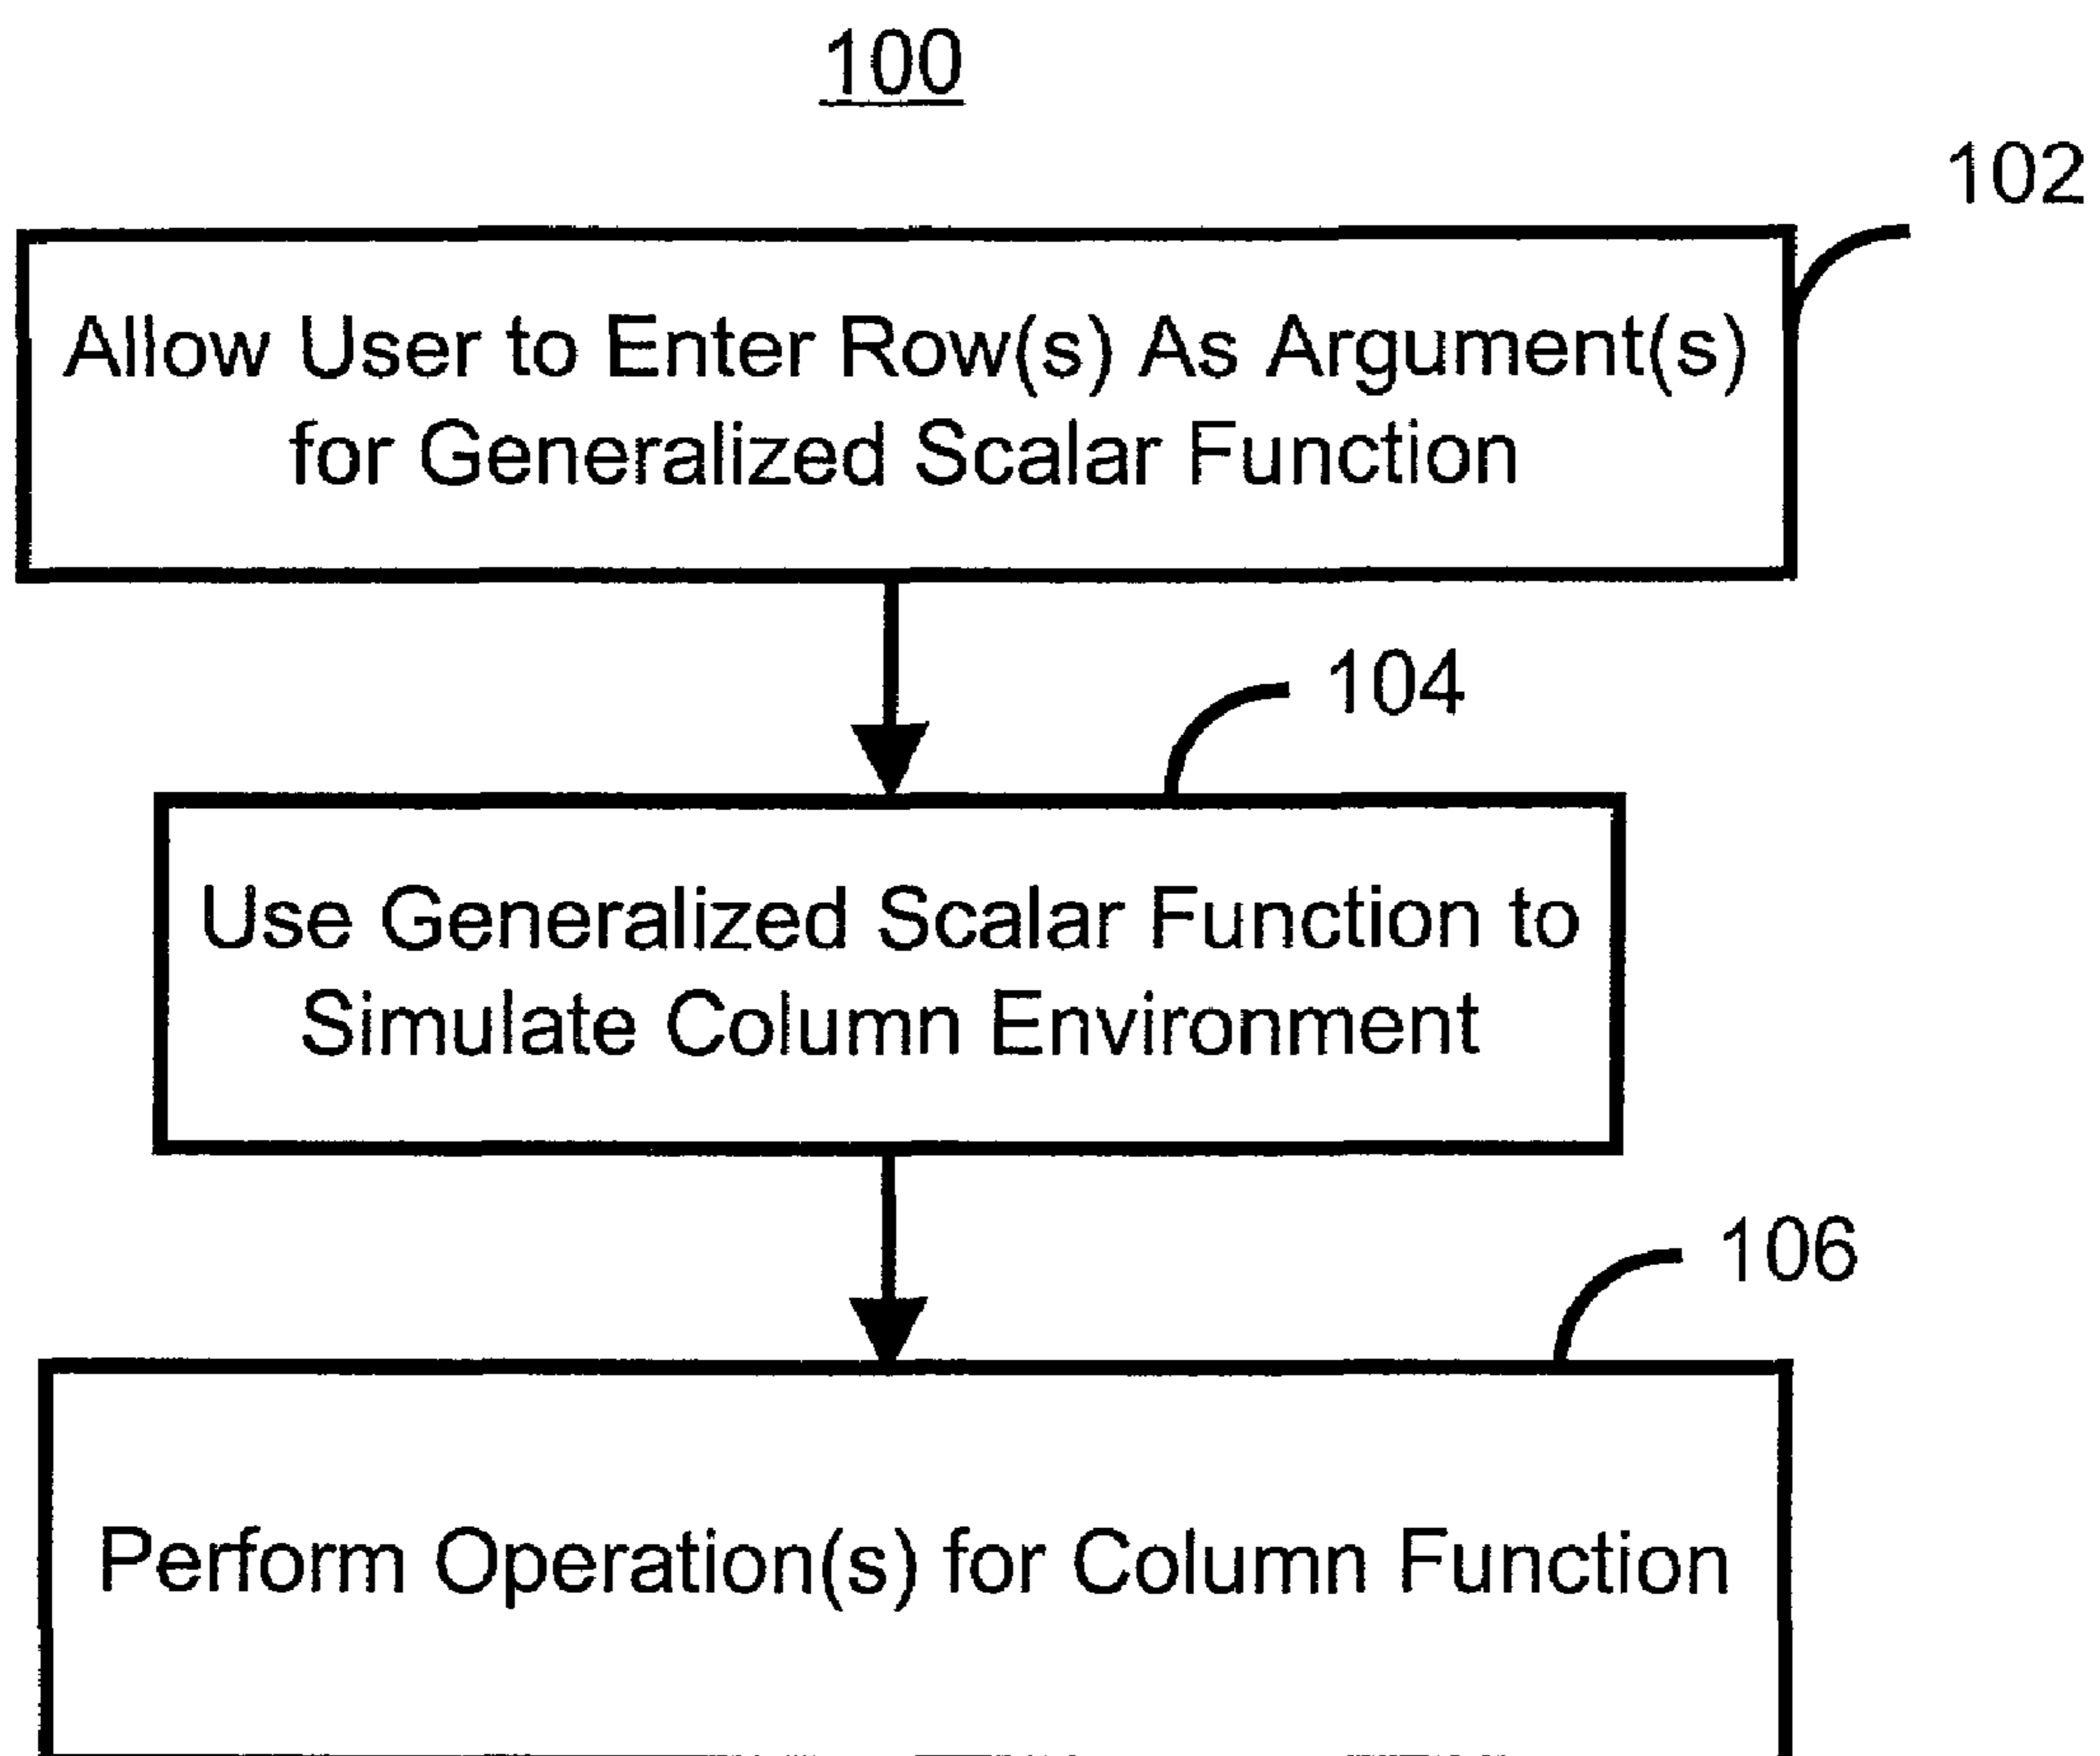 100
102
Allow User to Enter Row(s) As Argument(s)
for Generalized Scalar Function
104
Use Generalized Scalar Function to
Simulate Column Environment
106
Perform Operation(s) for Column Function